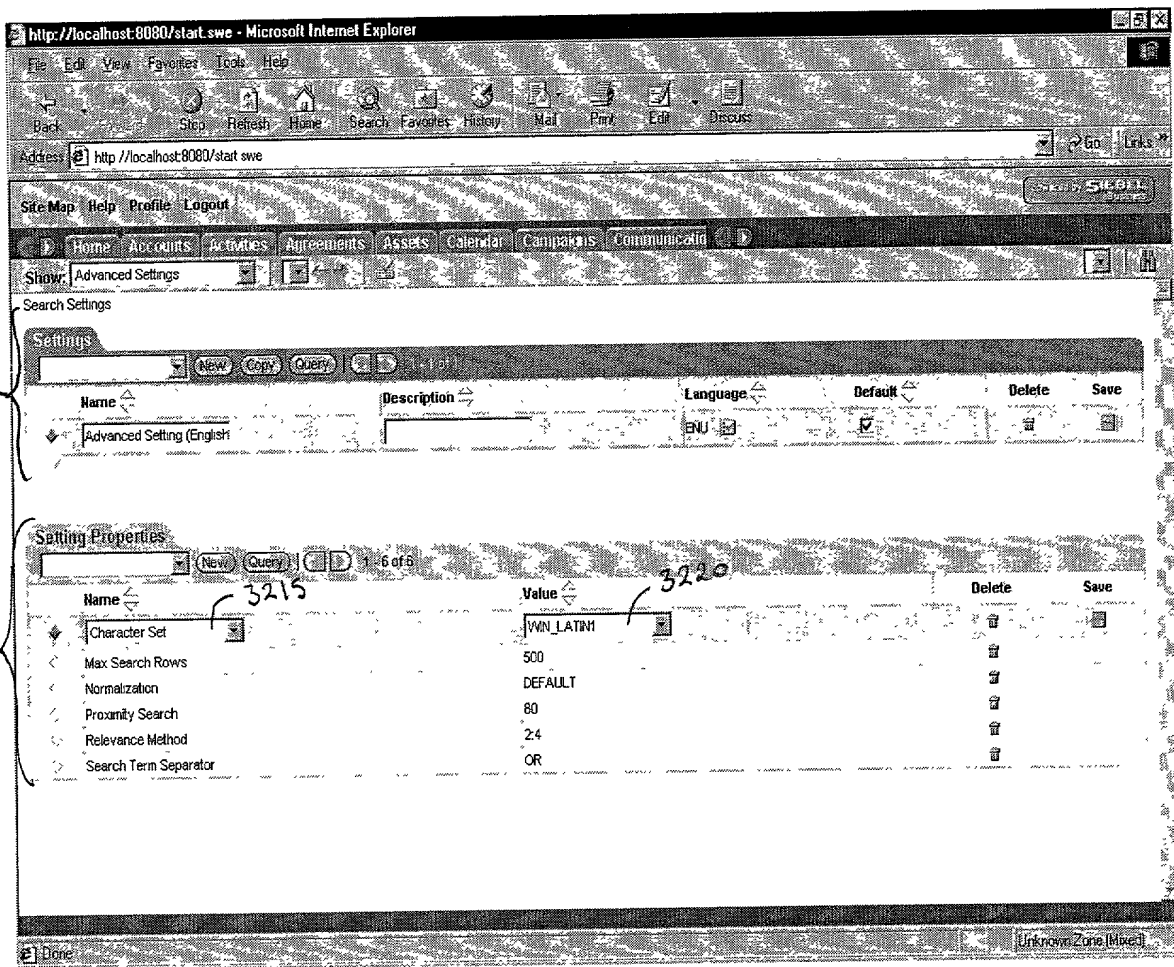 http://localhost:8080/start.swe - Microsoft Internet Explorer
File Edit View Favorites Tools Help
Back Stop Refresh Home Search Favorites History Mail Print Edit Discuss
Address http //localhost:8080/start swe Go Links »
SIEBEL
Site Map Help Profile Logout
Home Accounts Activities Agreements Assets Calendar Campaigns Communicatio
Show: Advanced Settings
Search Settings
Settings
New Copy Query
Name Description Language Default Delete Save
Advanced Setting (English ENU
Setting Properties
New Query 1 - 6 of 6
3215 3220
Name Value Delete Save
Character Set WIN_LATIN1
Max Search Rows 500
Normalization DEFAULT
Proximity Search 80
Relevance Method 2:4
Search Term Separator OR
Done Unknown Zone (Mixed)